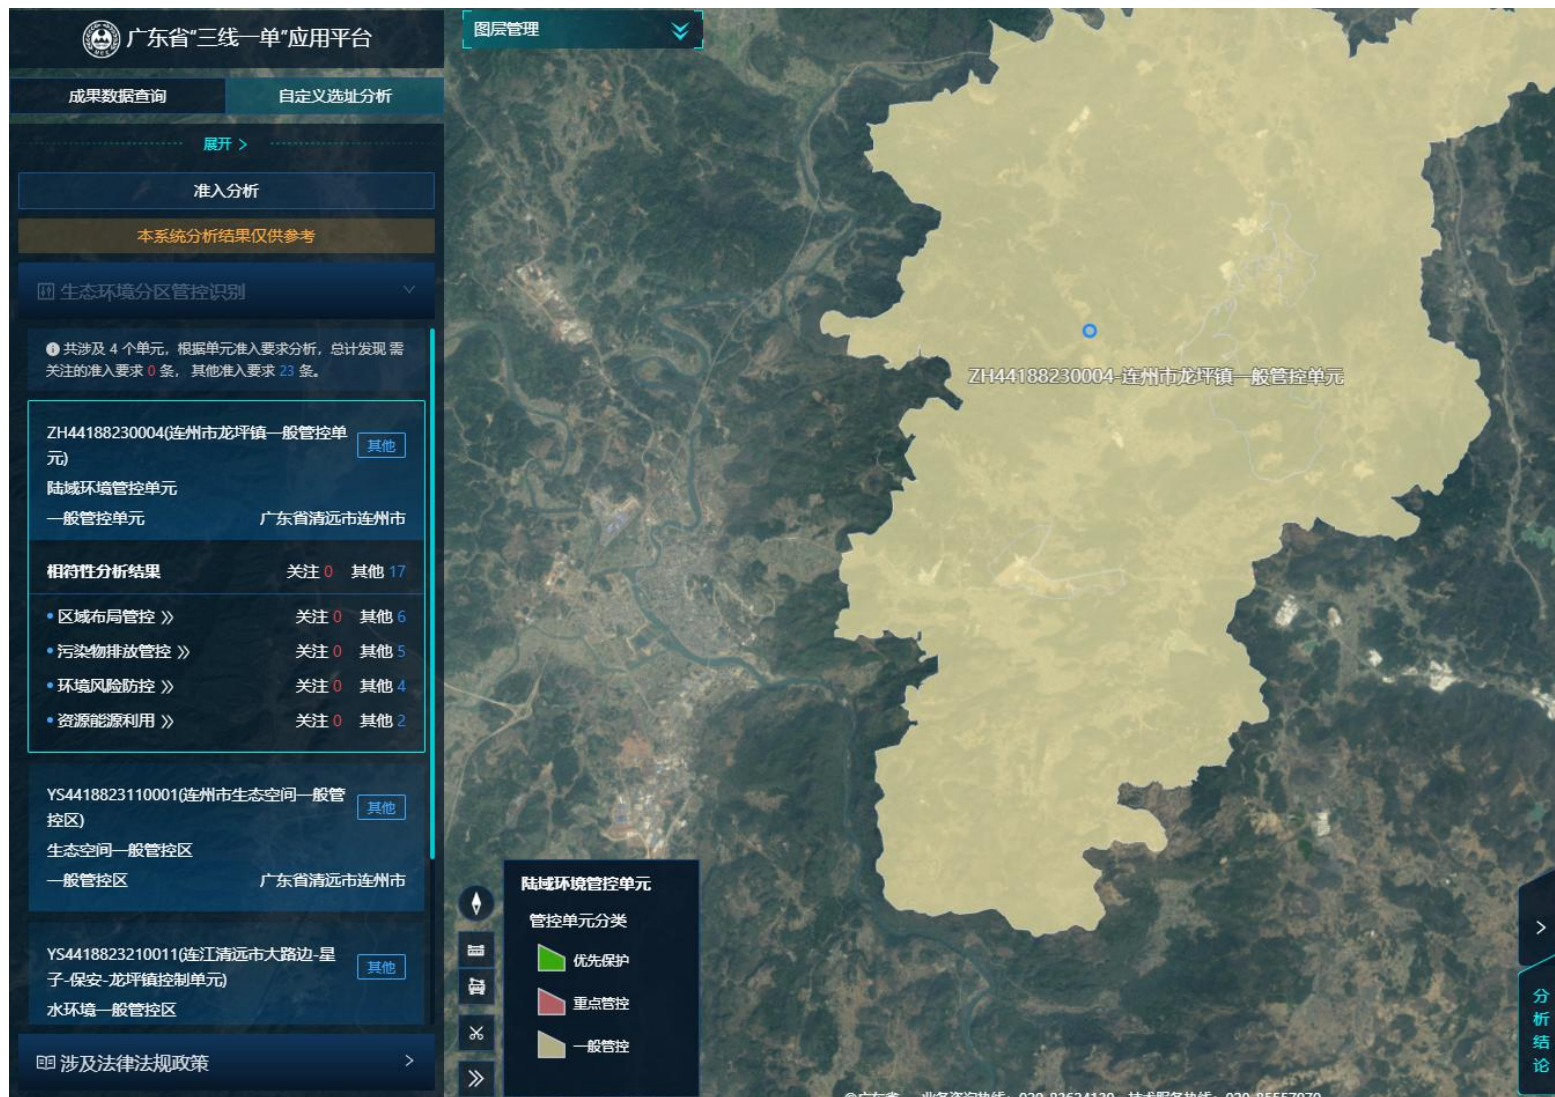 广东省"三线一单"应用平台
成果数据查询
自定义选址分析
展开 >
准入分析
本系统分析结果仅供参考
生态环境分区管控识别
共涉及 4 个单元，根据单元准入要求分析，总计发现 需
关注的准入要求 0 条， 其他准入要求 23 条。
ZH44188230004(连州市龙坪镇一般管控单
元)
其他
陆域环境管控单元
一般管控单元 广东省清远市连州市
相符性分析结果 关注 0 其他 17
• 区域布局管控 》 关注 0 其他 6
• 污染物排放管控 》 关注 0 其他 5
• 环境风险防控 》 关注 0 其他 4
• 资源能源利用 》 关注 0 其他 2
YS4418823110001(连州市生态空间一般管
控区)
其他
生态空间一般管控区
一般管控区 广东省清远市连州市
YS4418823210011(连江清远市大路边-星
子-保安-龙坪镇控制单元)
其他
水环境一般管控区
涉及法律法规政策
图层管理
ZH44188230004-连州市龙坪镇一般管控单元
陆域环境管控单元
管控单元分类
优先保护
重点管控
一般管控
分析结论